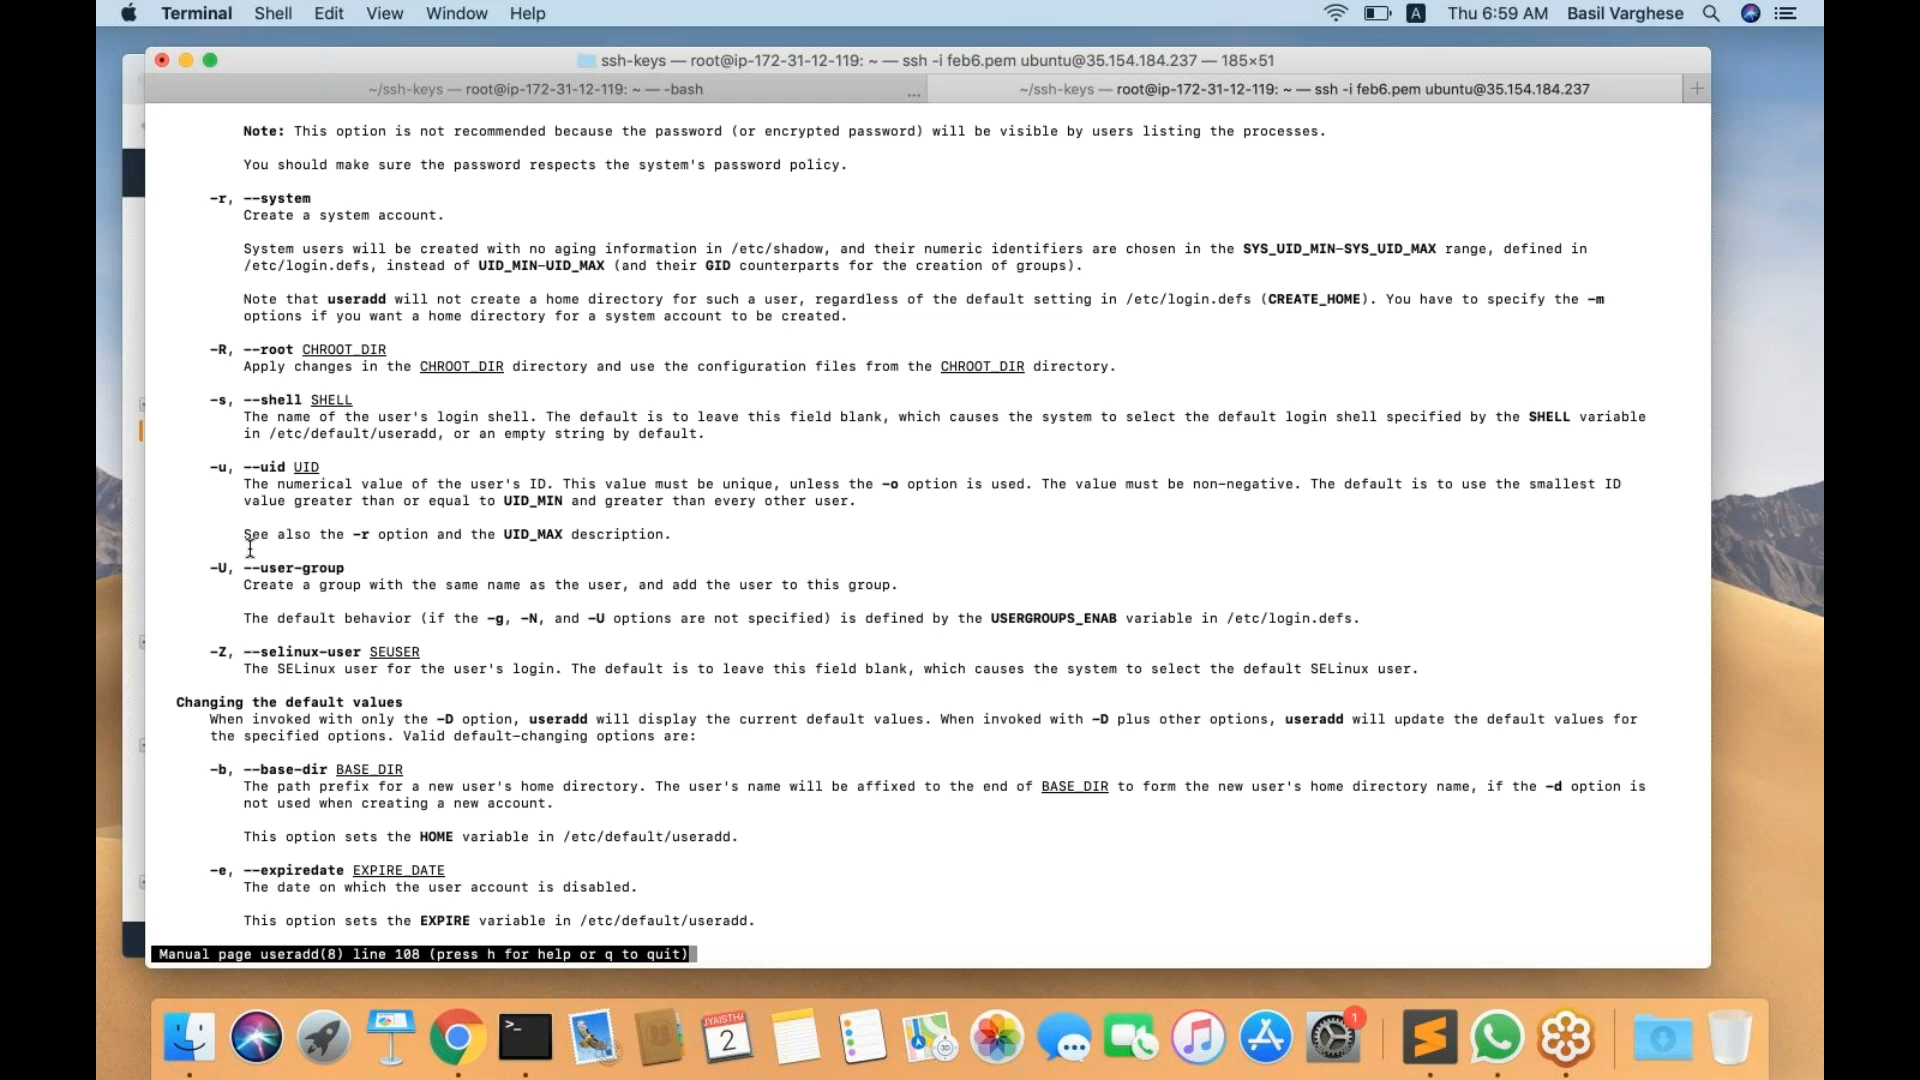 Terminal Shell Edit View Window Help
A Thu 6:59 AM Basil Varghese
ssh-keys — root@ip-172-31-12-119: ~ — ssh -i feb6.pem ubuntu@35.154.184.237 — 185×51
~/ssh-keys — root@ip-172-31-12-119: ~ — -bash ...
~/ssh-keys — root@ip-172-31-12-119: ~ — ssh -i feb6.pem ubuntu@35.154.184.237 +
Note: This option is not recommended because the password (or encrypted password) will be visible by users listing the processes.
You should make sure the password respects the system's password policy.
-r, --system
Create a system account.
System users will be created with no aging information in /etc/shadow, and their numeric identifiers are chosen in the SYS_UID_MIN-SYS_UID_MAX range, defined in
/etc/login.defs, instead of UID_MIN-UID_MAX (and their GID counterparts for the creation of groups).
Note that useradd will not create a home directory for such a user, regardless of the default setting in /etc/login.defs (CREATE_HOME). You have to specify the -m
options if you want a home directory for a system account to be created.
-R, --root CHROOT_DIR
Apply changes in the CHROOT_DIR directory and use the configuration files from the CHROOT_DIR directory.
-s, --shell SHELL
The name of the user's login shell. The default is to leave this field blank, which causes the system to select the default login shell specified by the SHELL variable
in /etc/default/useradd, or an empty string by default.
-u, --uid UID
The numerical value of the user's ID. This value must be unique, unless the -o option is used. The value must be non-negative. The default is to use the smallest ID
value greater than or equal to UID_MIN and greater than every other user.
See also the -r option and the UID_MAX description.
-U, --user-group
Create a group with the same name as the user, and add the user to this group.
The default behavior (if the -g, -N, and -U options are not specified) is defined by the USERGROUPS_ENAB variable in /etc/login.defs.
-Z, --selinux-user SEUSER
The SELinux user for the user's login. The default is to leave this field blank, which causes the system to select the default SELinux user.
Changing the default values
When invoked with only the -D option, useradd will display the current default values. When invoked with -D plus other options, useradd will update the default values for
the specified options. Valid default-changing options are:
-b, --base-dir BASE_DIR
The path prefix for a new user's home directory. The user's name will be affixed to the end of BASE_DIR to form the new user's home directory name, if the -d option is
not used when creating a new account.
This option sets the HOME variable in /etc/default/useradd.
-e, --expiredate EXPIRE_DATE
The date on which the user account is disabled.
This option sets the EXPIRE variable in /etc/default/useradd.
Manual page useradd(8) line 108 (press h for help or q to quit)
>_
JYAISTHJ
2
3D
1